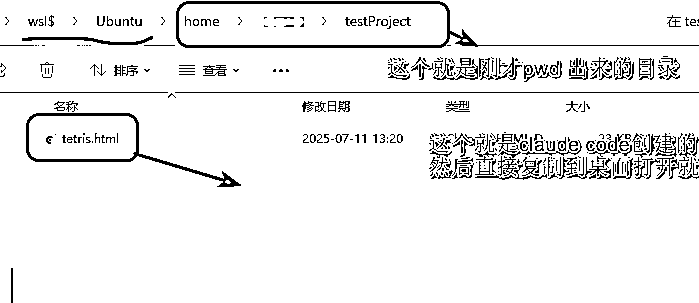 wsl$ > Ubuntu > home > > testProject
在 tes
排序 查看 ...
这个就是刚才pwd 出来的目录
名称 修改日期 类型 大小
tetris.html 2025-07-11 13:20
这个就是claude code创建的
然后直接复制到桌面打开就